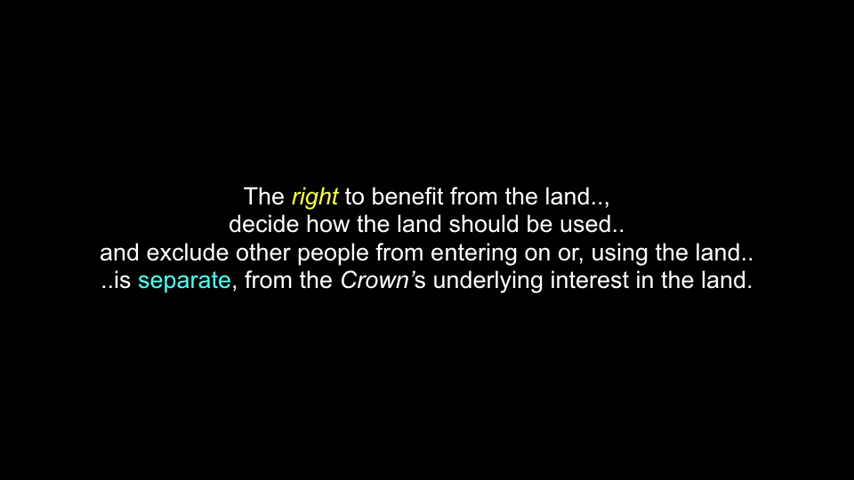 The right to benefit from the land..,
decide how the land should be used..
and exclude other people from entering on or, using the land..
..is separate, from the Crown’s underlying interest in the land.